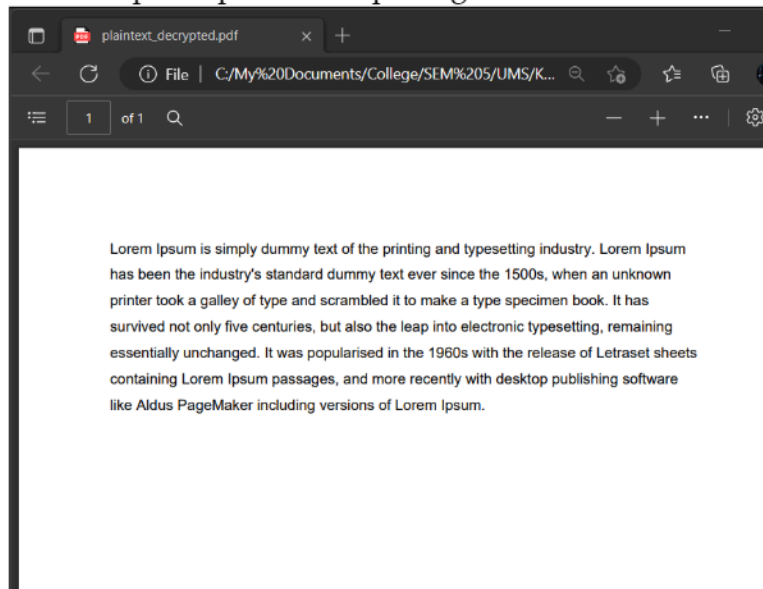 plaintext_decrypted.pdf
File | C:/My%20Documents/College/SEM%205/UMS/K...
1 of 1
Lorem Ipsum is simply dummy text of the printing and typesetting industry. Lorem Ipsum
has been the industry's standard dummy text ever since the 1500s, when an unknown
printer took a galley of type and scrambled it to make a type specimen book. It has
survived not only five centuries, but also the leap into electronic typesetting, remaining
essentially unchanged. It was popularised in the 1960s with the release of Letraset sheets
containing Lorem Ipsum passages, and more recently with desktop publishing software
like Aldus PageMaker including versions of Lorem Ipsum.